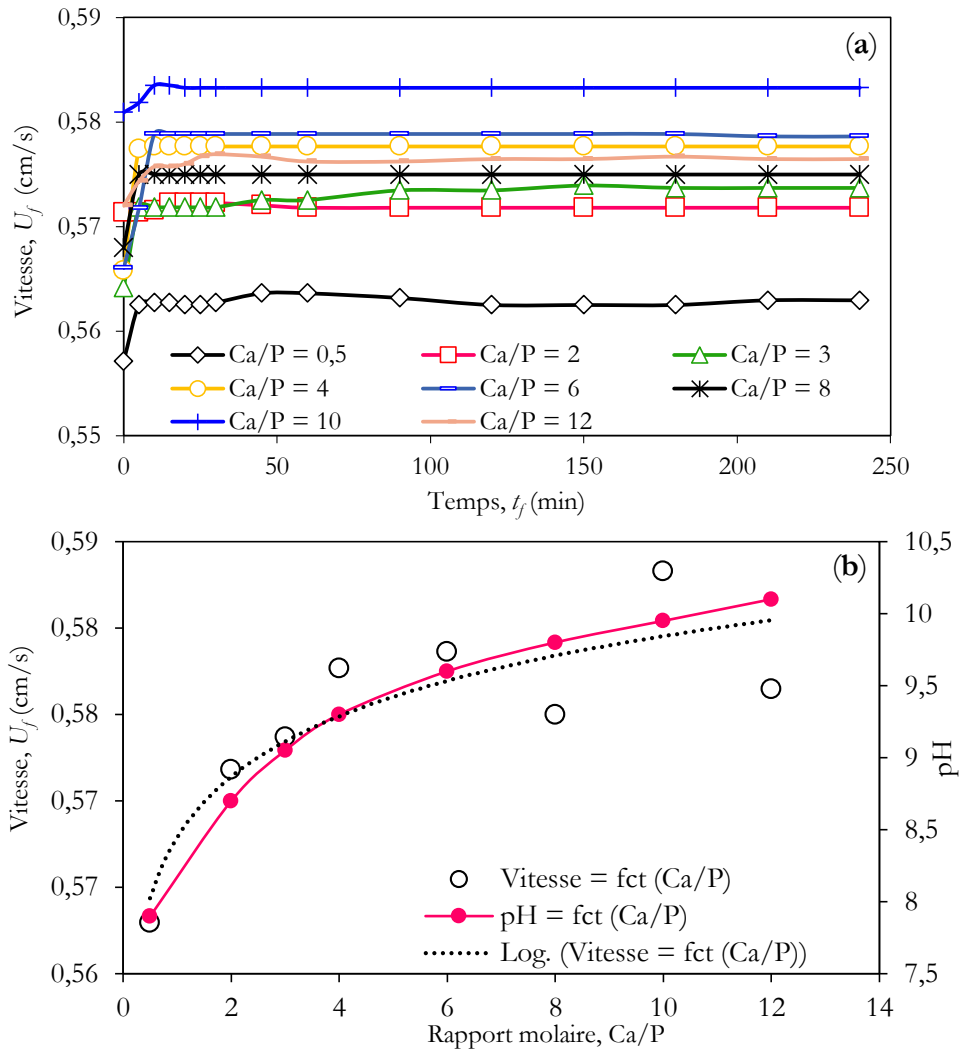 0,59
(a)
0,58
0,57
0,56
0,55
Vitesse, U_f (cm/s)
Ca/P = 0,5
Ca/P = 2
Ca/P = 3
Ca/P = 4
Ca/P = 6
Ca/P = 8
Ca/P = 10
Ca/P = 12
0 50 100 150 200 250
Temps, t_f (min)
0,59
0,58
0,58
0,57
0,57
0,56
Vitesse, U_f (cm/s)
(b)
10,5
10
9,5
9
8,5
8
7,5
pH
Vitesse = fct (Ca/P)
pH = fct (Ca/P)
Log. (Vitesse = fct (Ca/P))
0 2 4 6 8 10 12 14
Rapport molaire, Ca/P